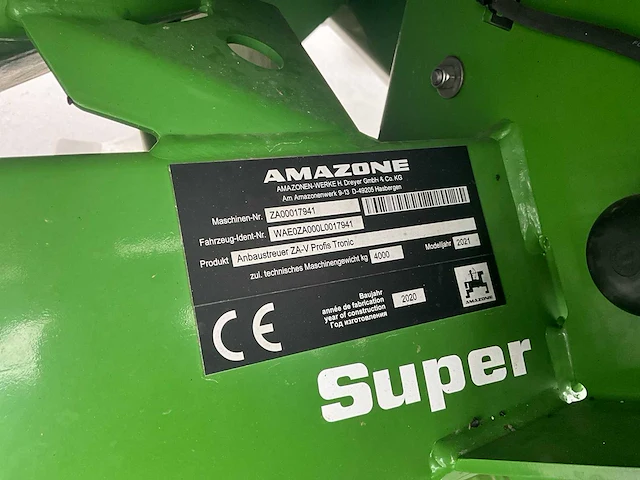 AMAZONE
AMAZONEN-WERKE H. Dreyer GmbH & Co. KG
Am Amazonenwerk 9-13 D-49205 Hasbergen
Maschinen-Nr. ZA00017941
Fahrzeug-Ident-Nr. WAE0ZA000L0017941
Produkt Anbaustreuer ZA-V Profis Tronic
zul. technisches Maschinengewicht kg 4000 Modelljahr 2021
Baujahr
année de fabrication
year of construction
Год изготовления
2020
CE
AMAZONE
Super